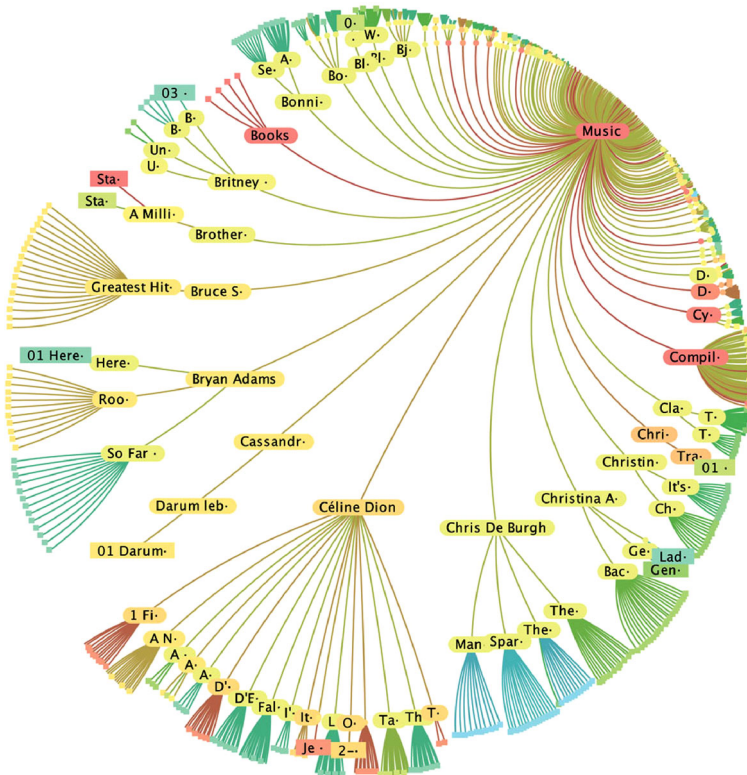 0·
W.
Bl·
Pl·
Bj·
A.
Se·
Bo·
Bonni·
03 ·
B·
B·
Books
Music
Un·
U·
Britney ·
Sta·
Sta·
A Milli·
Brother·
D·
D·
Greatest Hit·
Bruce S·
Cy·
01 Here·
Here·
Compil·
Bryan Adams
Roo·
Cla·
T·
Chri·
T·
So Far ·
Cassandr·
Tra·
Christin·
01 ·
It's·
Darum leb·
Céline Dion
Christina A·
Ch·
Chris De Burgh
01 Darum·
Ge·
Lad·
Bac·
Gen·
1 Fi·
The·
A N·
The·
Man
Spar·
A ·
A·
A·
D'·
D'E
Fal·
I'·
It·
L
O·
Ta·
Th
T·
Je ·
2-·